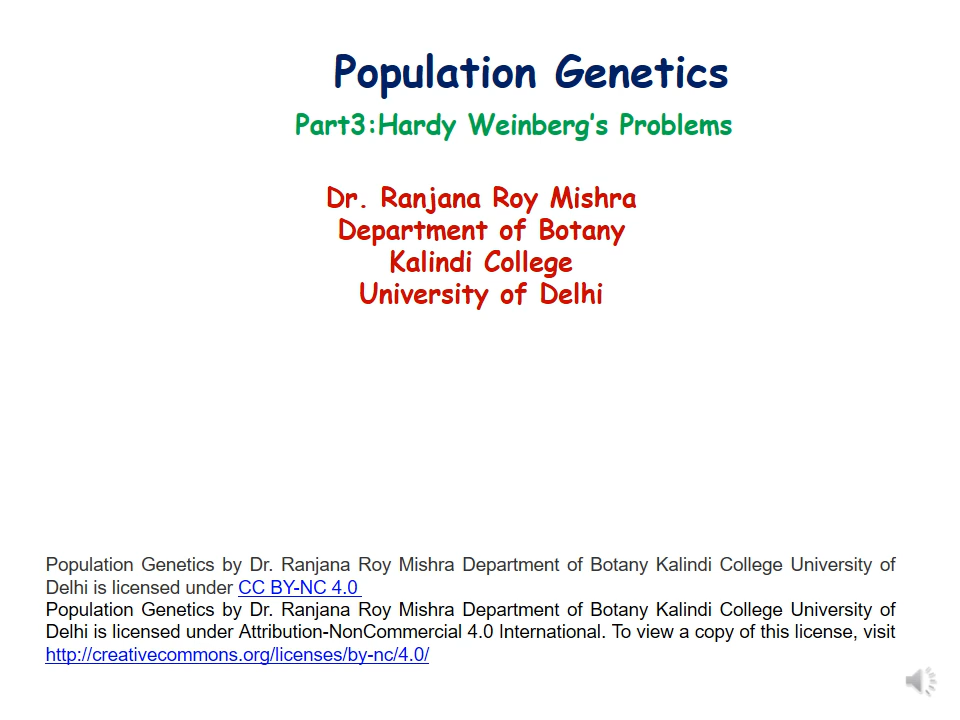 Population Genetics
Part3:Hardy Weinberg's Problems
Dr. Ranjana Roy Mishra
Department of Botany
Kalindi College
University of Delhi
Population Genetics by Dr. Ranjana Roy Mishra Department of Botany Kalindi College University of
Delhi is licensed under CC BY-NC 4.0
Population Genetics by Dr. Ranjana Roy Mishra Department of Botany Kalindi College University of
Delhi is licensed under Attribution-NonCommercial 4.0 International. To view a copy of this license, visit
http://creativecommons.org/licenses/by-nc/4.0/